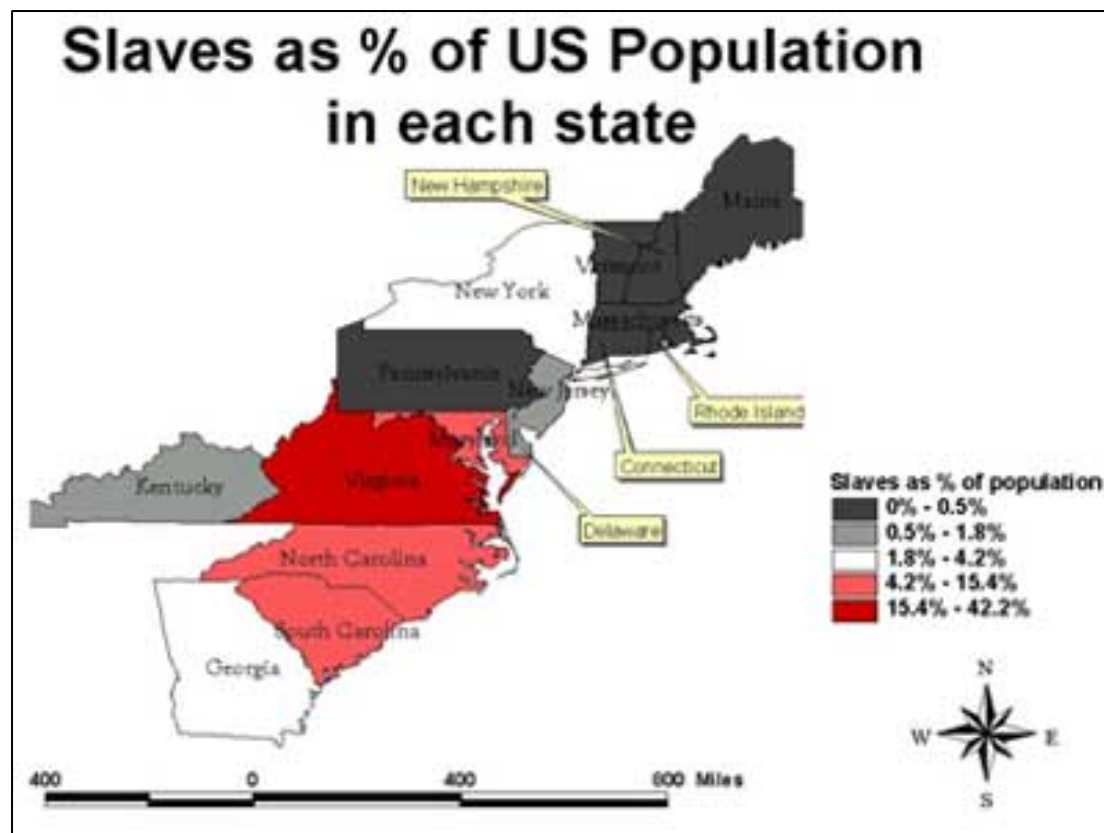 Slaves as % of US Population
in each state
New Hampshire
Maine
Vermont
New York
Massachusetts
Pennsylvania
New Jersey
Rhode Island
Maryland
Connecticut
Kentucky
Virginia
Delaware
North Carolina
South Carolina
Georgia
Slaves as % of population
0% - 0.5%
0.5% - 1.8%
1.8% - 4.2%
4.2% - 15.4%
15.4% - 42.2%
N
W E
S
400 0 400 800 Miles